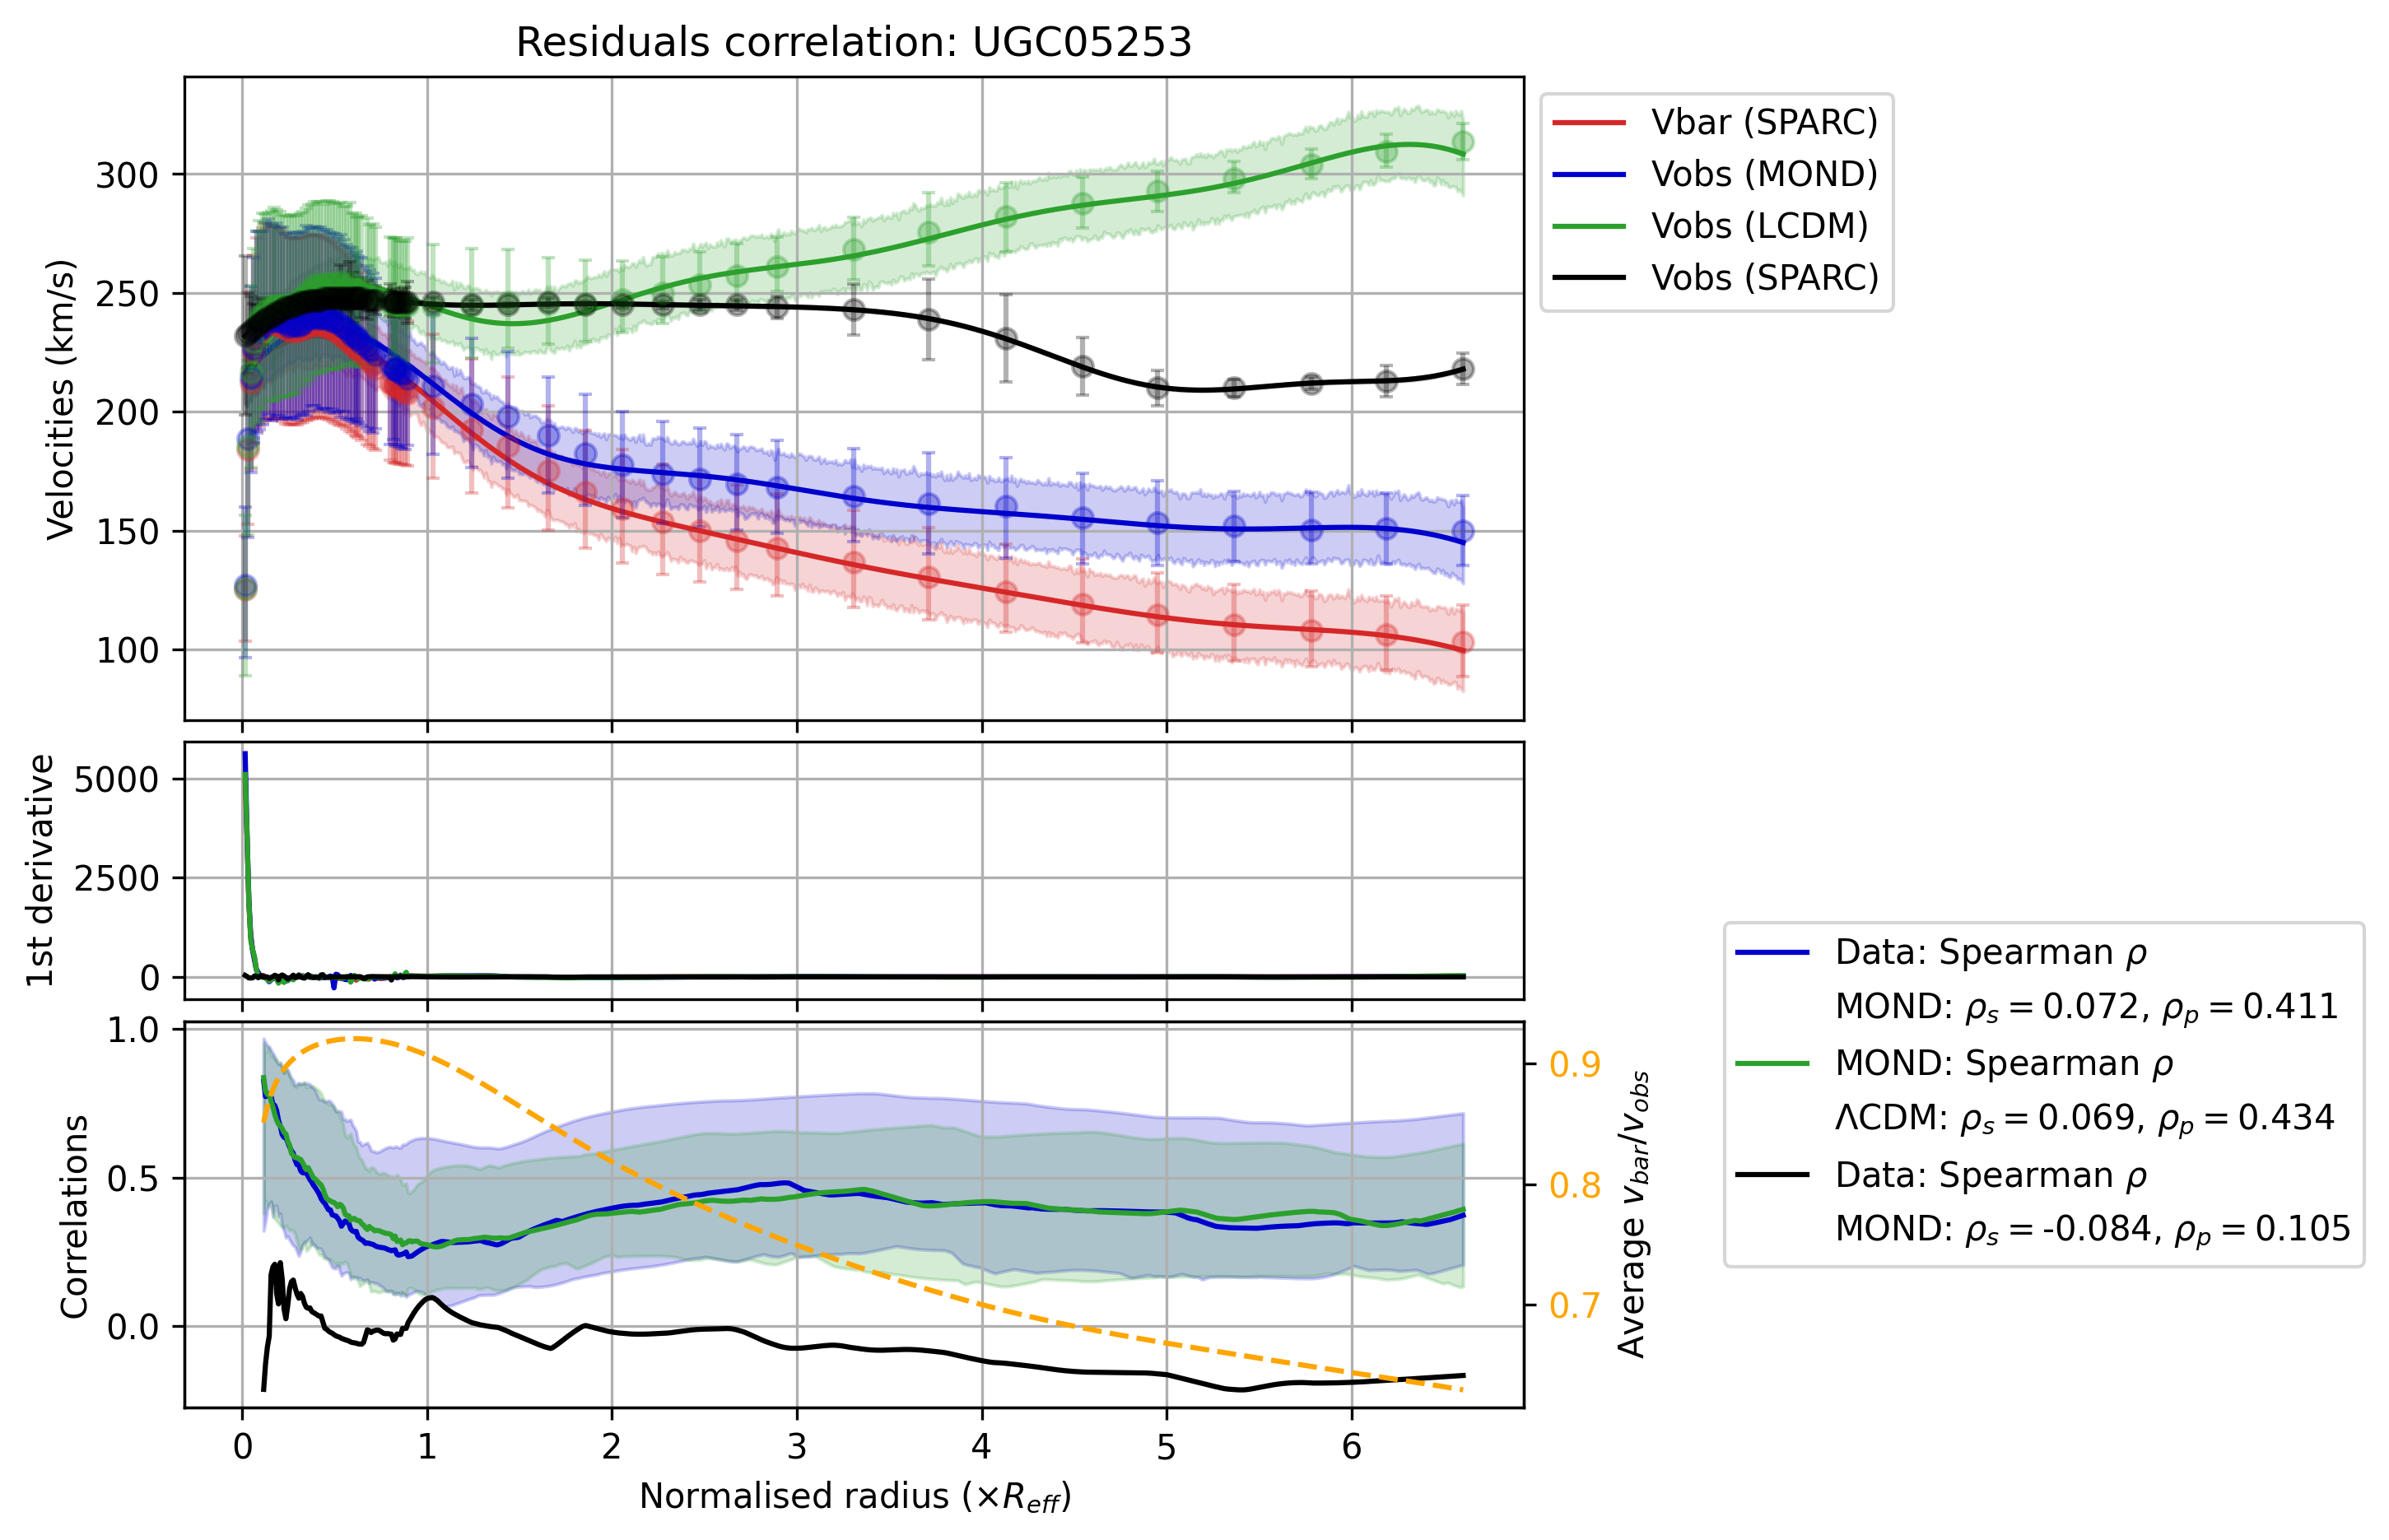 Residuals correlation: UGC05253
Velocities (km/s)
300
250
200
150
100
Vbar (SPARC)
Vobs (MOND)
Vobs (LCDM)
Vobs (SPARC)
1st derivative
5000
2500
0
Correlations
1.0
0.5
0.0
0.9
0.8
0.7
Average v_bar/v_obs
Data: Spearman ρ
MOND: ρ_s = 0.072, ρ_p = 0.411
MOND: Spearman ρ
ΛCDM: ρ_s = 0.069, ρ_p = 0.434
Data: Spearman ρ
MOND: ρ_s = -0.084, ρ_p = 0.105
0 1 2 3 4 5 6
Normalised radius (×R_eff)